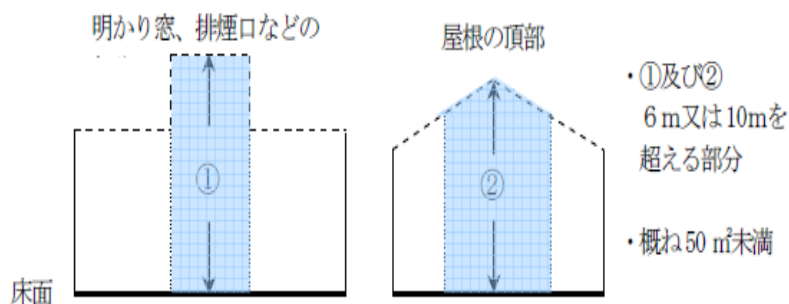 明かり窓、排煙口などの
屋根の頂部
・①及び②
6m又は10mを
超える部分
①
②
・概ね50㎡未満
床面